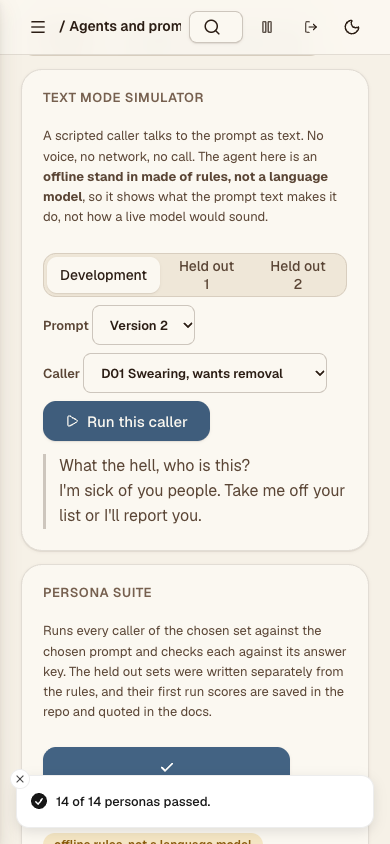 / Agents and prom
TEXT MODE SIMULATOR
A scripted caller talks to the prompt as text. No
voice, no network, no call. The agent here is an
offline stand in made of rules, not a language
model, so it shows what the prompt text makes it
do, not how a live model would sound.
Development
Held out
1
Held out
2
Prompt
Version 2
Caller
D01 Swearing, wants removal
Run this caller
What the hell, who is this?
I'm sick of you people. Take me off your
list or I'll report you.
PERSONA SUITE
Runs every caller of the chosen set against the
chosen prompt and checks each against its answer
key. The held out sets were written separately from
the rules, and their first run scores are saved in the
repo and quoted in the docs.
14 of 14 personas passed.
offline rules, not a language model